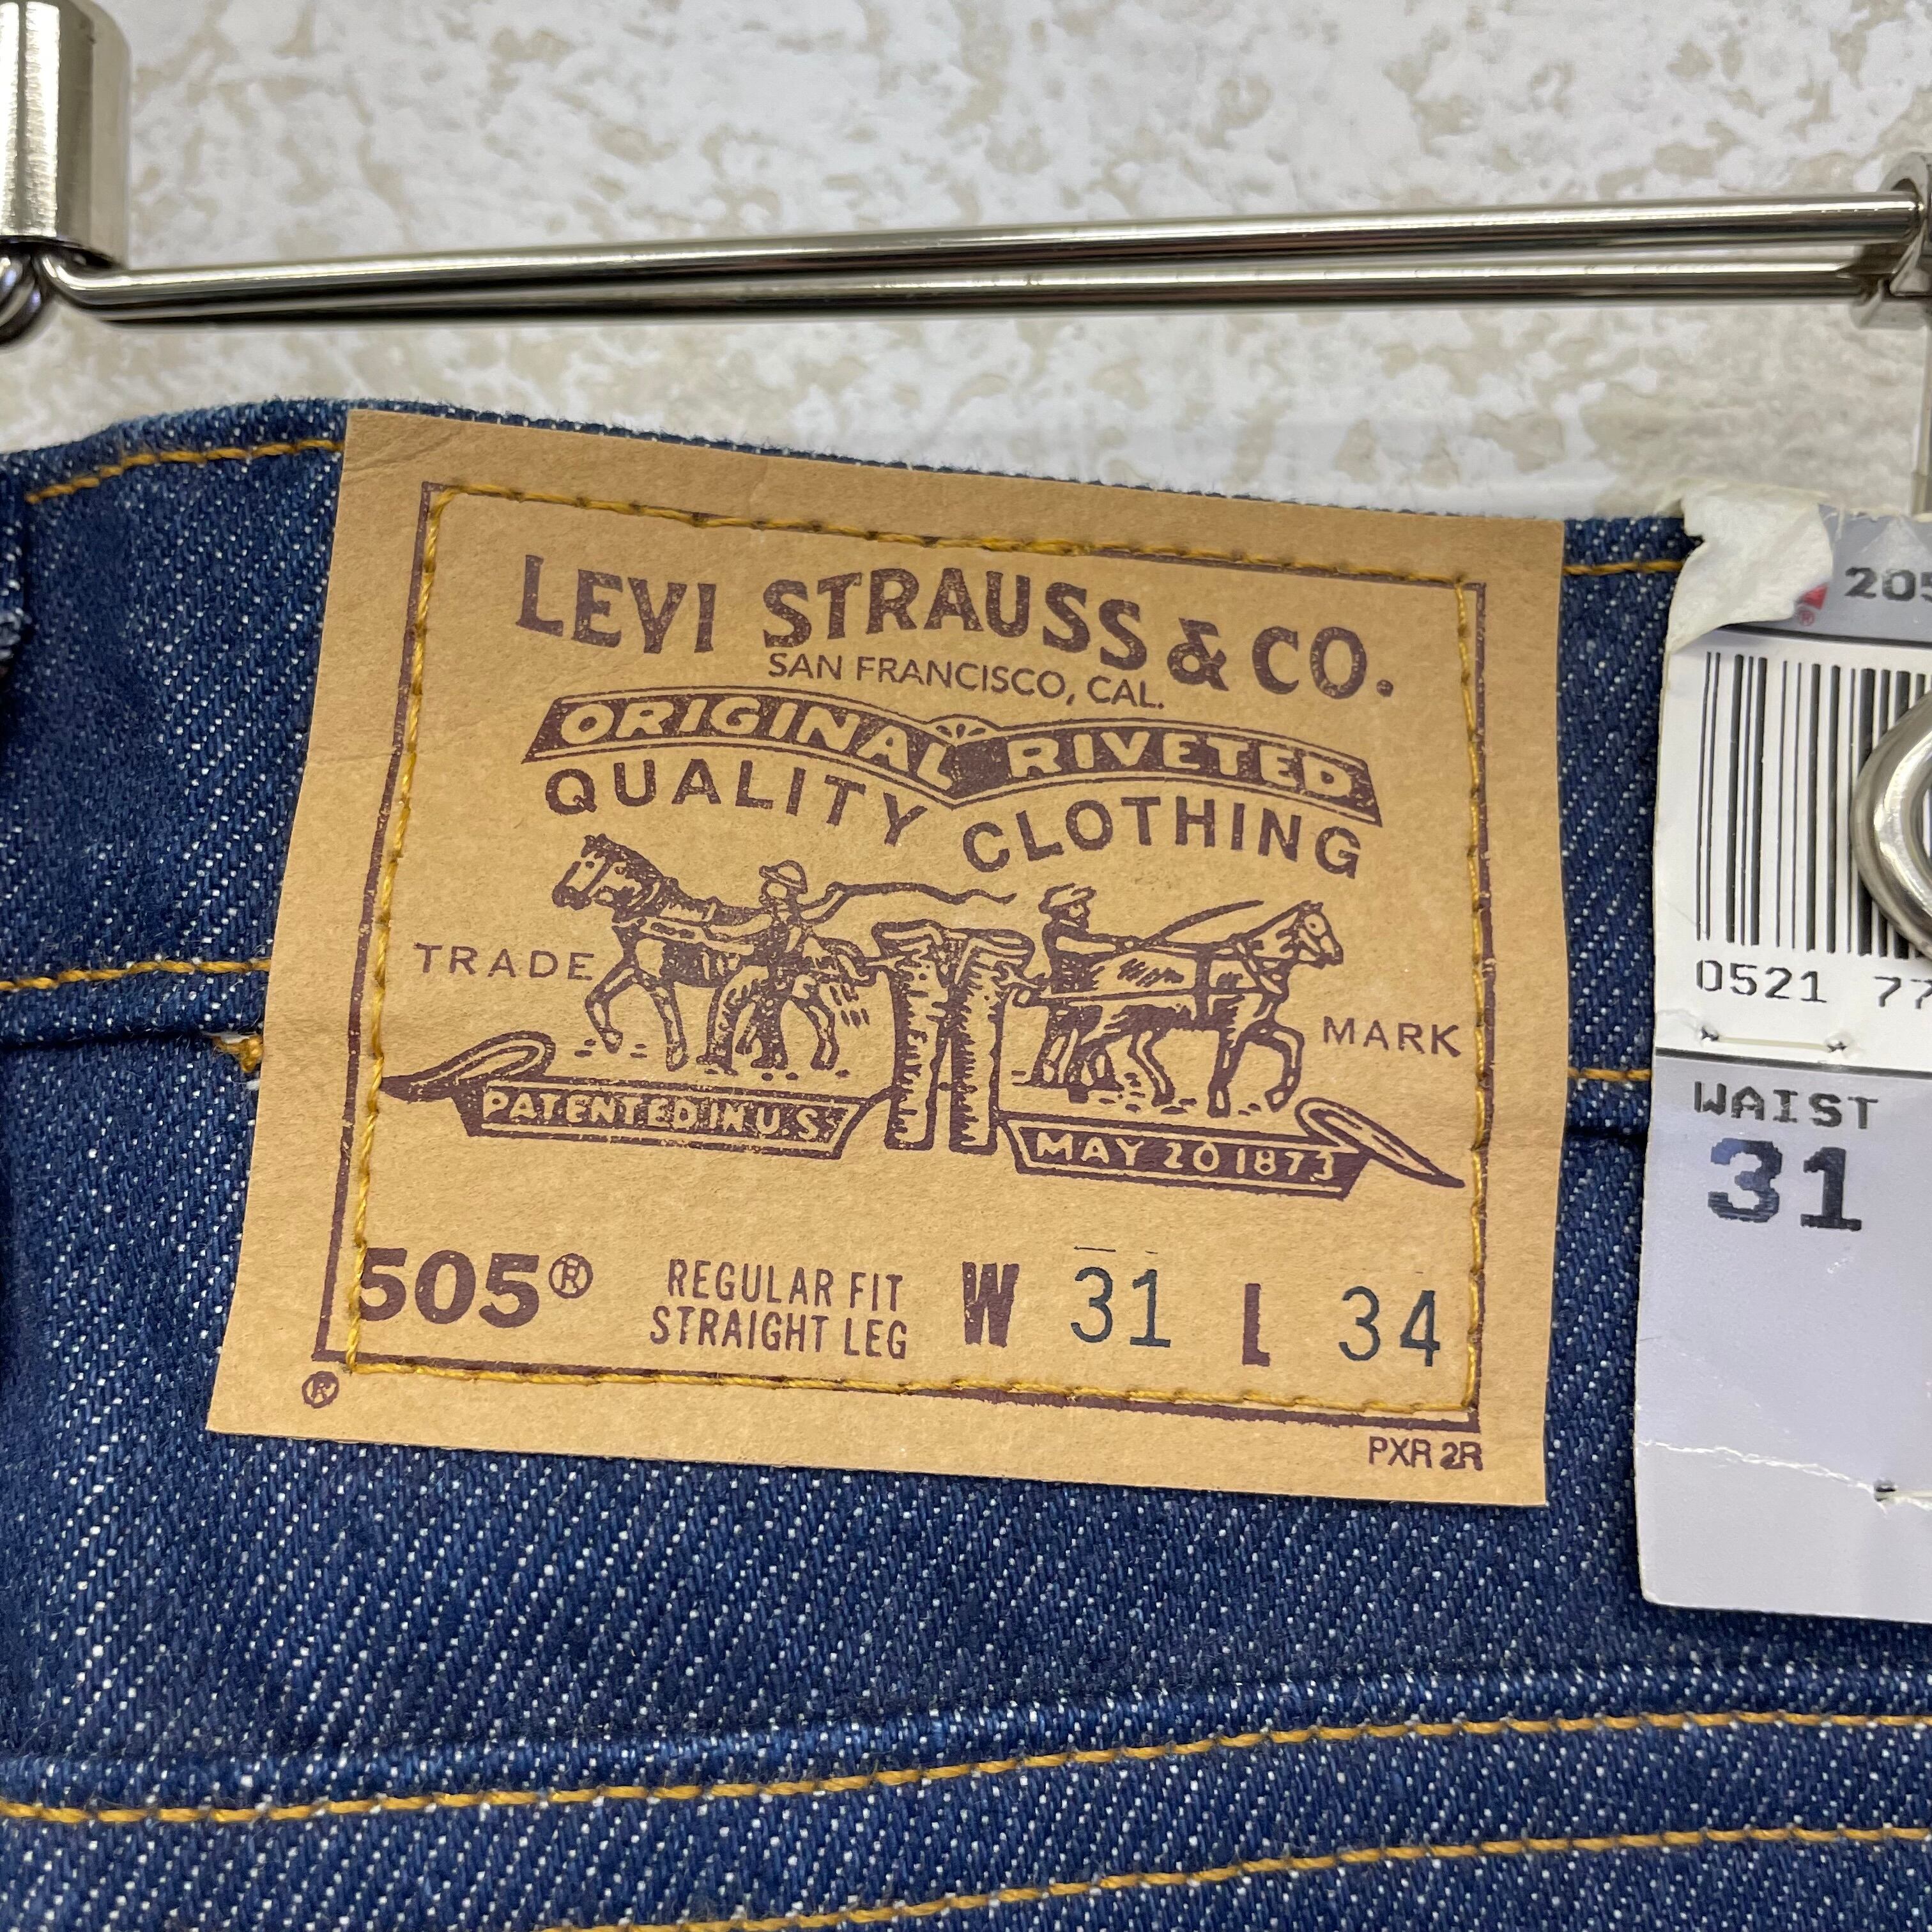 LEVI STRAUSS & CO.
SAN FRANCISCO, CAL.
ORIGINAL RIVETED
QUALITY CLOTHING
TRADE MARK
PATENTED IN U.S.
MAY 20 1873
505® REGULAR FIT
STRAIGHT LEG
W 31 L 34
®
PXR 2R
205
®
0521 77
WAIST
31